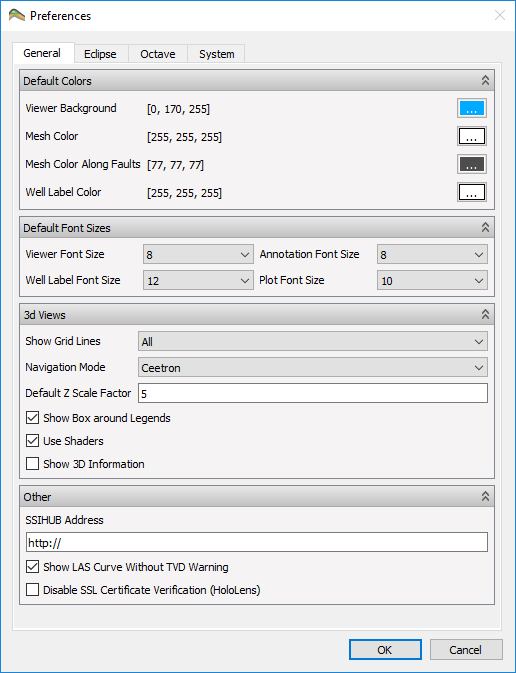 Preferences
General Eclipse Octave System
Default Colors
Viewer Background [0, 170, 255] ...
Mesh Color [255, 255, 255] ...
Mesh Color Along Faults [77, 77, 77] ...
Well Label Color [255, 255, 255] ...
Default Font Sizes
Viewer Font Size 8 Annotation Font Size 8
Well Label Font Size 12 Plot Font Size 10
3d Views
Show Grid Lines All
Navigation Mode Ceetron
Default Z Scale Factor 5
Show Box around Legends
Use Shaders
Show 3D Information
Other
SSIHUB Address
http://
Show LAS Curve Without TVD Warning
Disable SSL Certificate Verification (HoloLens)
OK Cancel